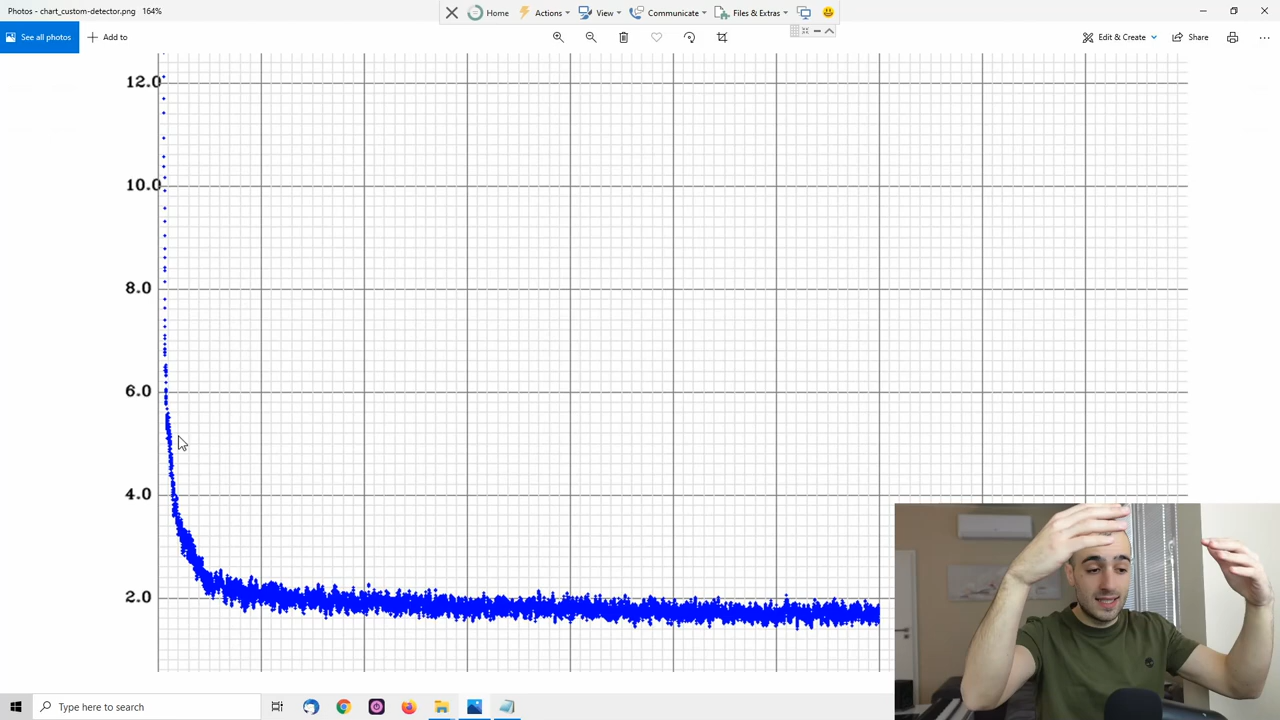 Photos - chart_custom-detector.png 164%
Home Actions View Communicate Files & Extras
See all photos Add to Edit & Create Share
12.0
10.0
8.0
6.0
4.0
2.0
Type here to search